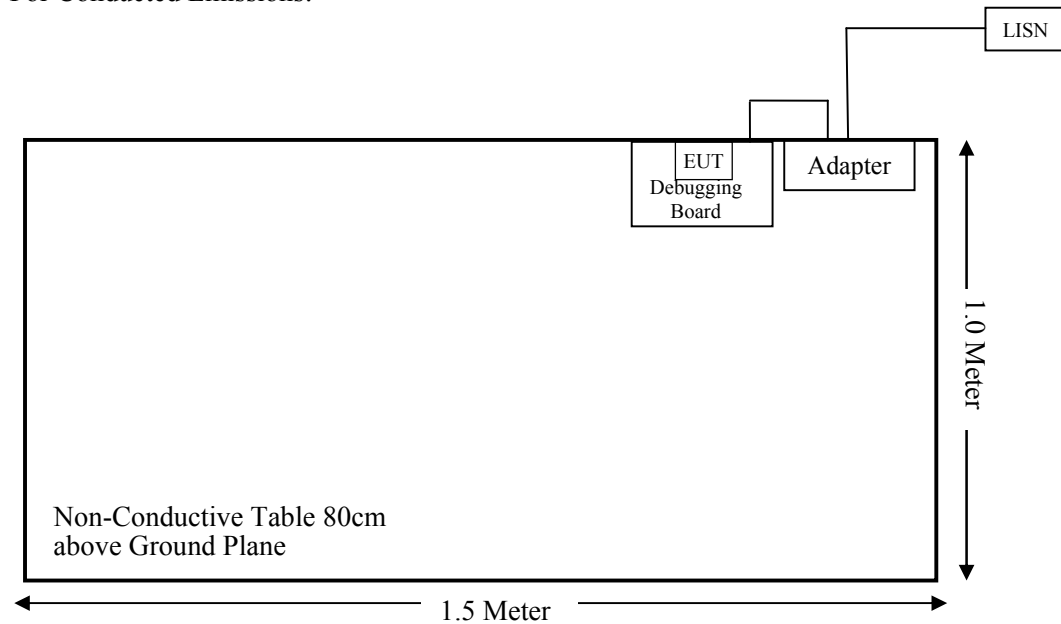 For Conducted Emissions:
LISN
EUT
Adapter
Debugging
Board
1.0 Meter
Non-Conductive Table 80cm
above Ground Plane
1.5 Meter